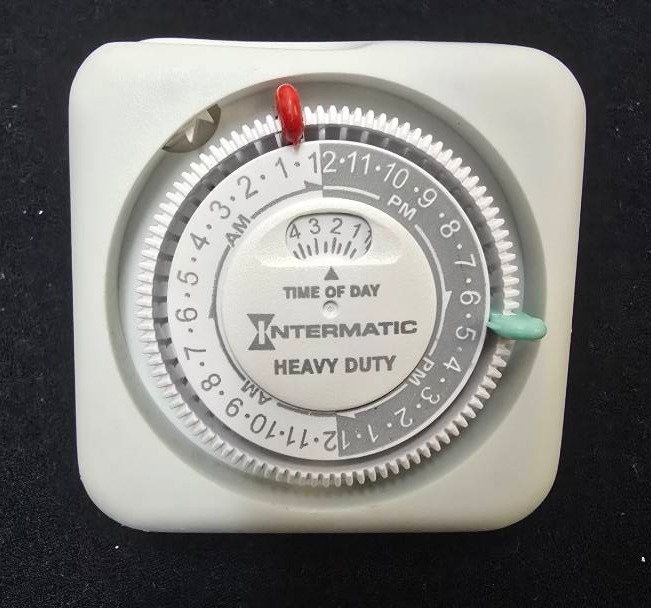 12·11·10·9·8·7·6·5·4·3·2·1·12·11·10·9·8·7·6·5·4·3·2·1·
AM
PM
4 3 2 1
TIME OF DAY
INTERMATIC
HEAVY DUTY
AM
PM